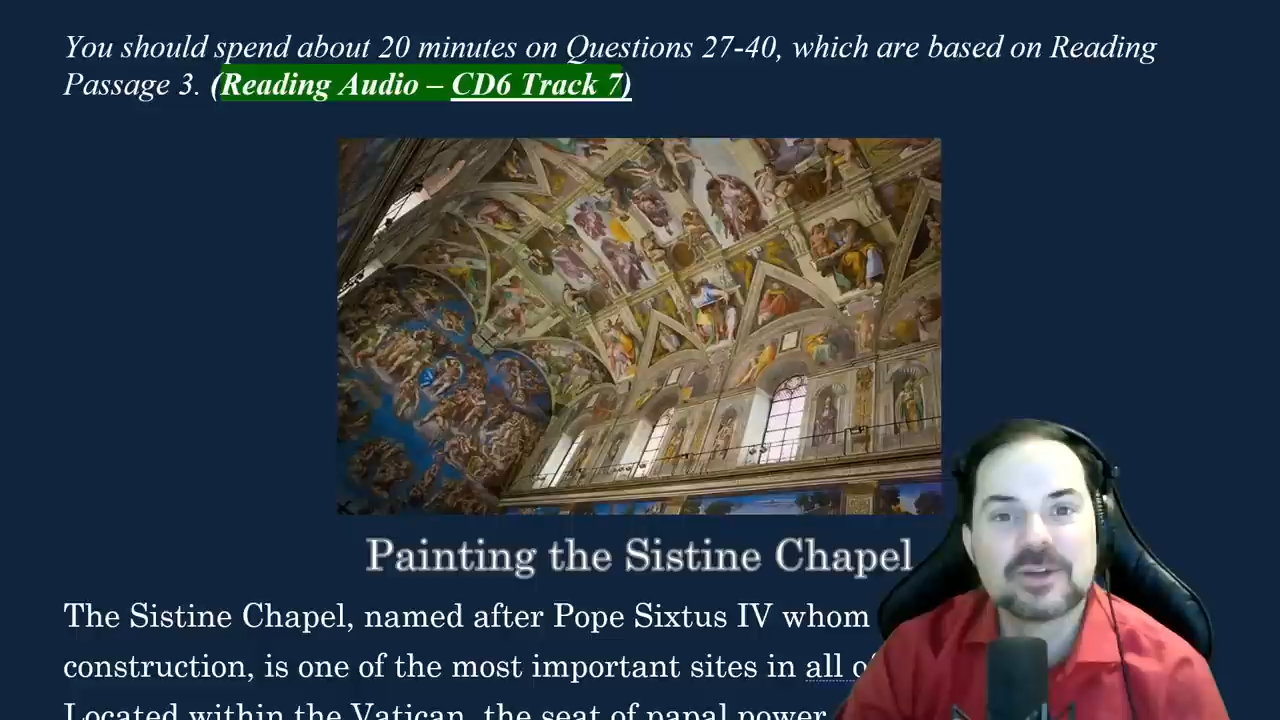 You should spend about 20 minutes on Questions 27-40, which are based on Reading
Passage 3. (Reading Audio – CD6 Track 7)
Painting the Sistine Chapel
The Sistine Chapel, named after Pope Sixtus IV whom
construction, is one of the most important sites in all
Located within the Vatican, the seat of papal power